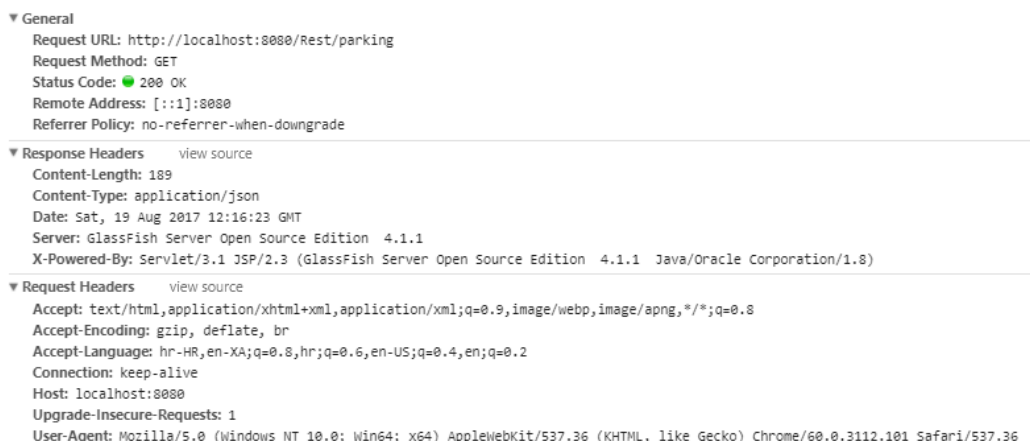 General
Request URL: http://localhost:8080/Rest/parking
Request Method: GET
Status Code: 200 OK
Remote Address: [::1]:8080
Referrer Policy: no-referrer-when-downgrade
Response Headers view source
Content-Length: 189
Content-Type: application/json
Date: Sat, 19 Aug 2017 12:16:23 GMT
Server: GlassFish Server Open Source Edition  4.1.1
X-Powered-By: Servlet/3.1 JSP/2.3 (GlassFish Server Open Source Edition  4.1.1  Java/Oracle Corporation/1.8)
Request Headers view source
Accept: text/html,application/xhtml+xml,application/xml;q=0.9,image/webp,image/apng,*/*;q=0.8
Accept-Encoding: gzip, deflate, br
Accept-Language: hr-HR,en-XA;q=0.8,hr;q=0.6,en-US;q=0.4,en;q=0.2
Connection: keep-alive
Host: localhost:8080
Upgrade-Insecure-Requests: 1
User-Agent: Mozilla/5.0 (Windows NT 10.0; Win64; x64) AppleWebKit/537.36 (KHTML, like Gecko) Chrome/60.0.3112.101 Safari/537.36